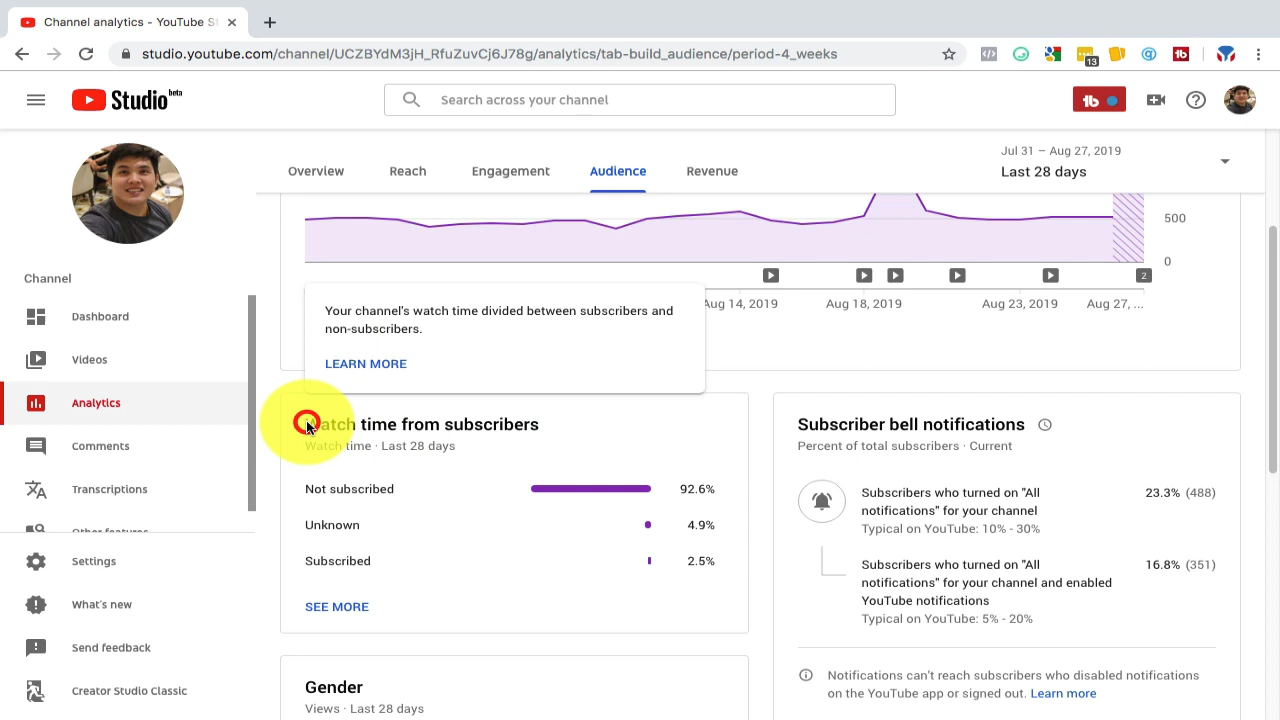 Channel analytics - YouTube S
studio.youtube.com/channel/UCZBYdM3jH_RfuZuvCj6J78g/analytics/tab-build_audience/period-4_weeks
13
Studio beta
Search across your channel
Overview
Reach
Engagement
Audience
Revenue
Jul 31 – Aug 27, 2019
Last 28 days
500
0
2
Aug 14, 2019
Aug 18, 2019
Aug 23, 2019
Aug 27, ...
Channel
Dashboard
Videos
Analytics
Comments
Transcriptions
Other features
Settings
What's new
Send feedback
Creator Studio Classic
Your channel's watch time divided between subscribers and
non-subscribers.
LEARN MORE
Watch time from subscribers
Watch time · Last 28 days
Not subscribed 92.6%
Unknown 4.9%
Subscribed 2.5%
SEE MORE
Gender
Views · Last 28 days
Subscriber bell notifications
Percent of total subscribers · Current
Subscribers who turned on "All 23.3% (488)
notifications" for your channel
Typical on YouTube: 10% - 30%
Subscribers who turned on "All 16.8% (351)
notifications" for your channel and enabled
YouTube notifications
Typical on YouTube: 5% - 20%
Notifications can't reach subscribers who disabled notifications
on the YouTube app or signed out. Learn more